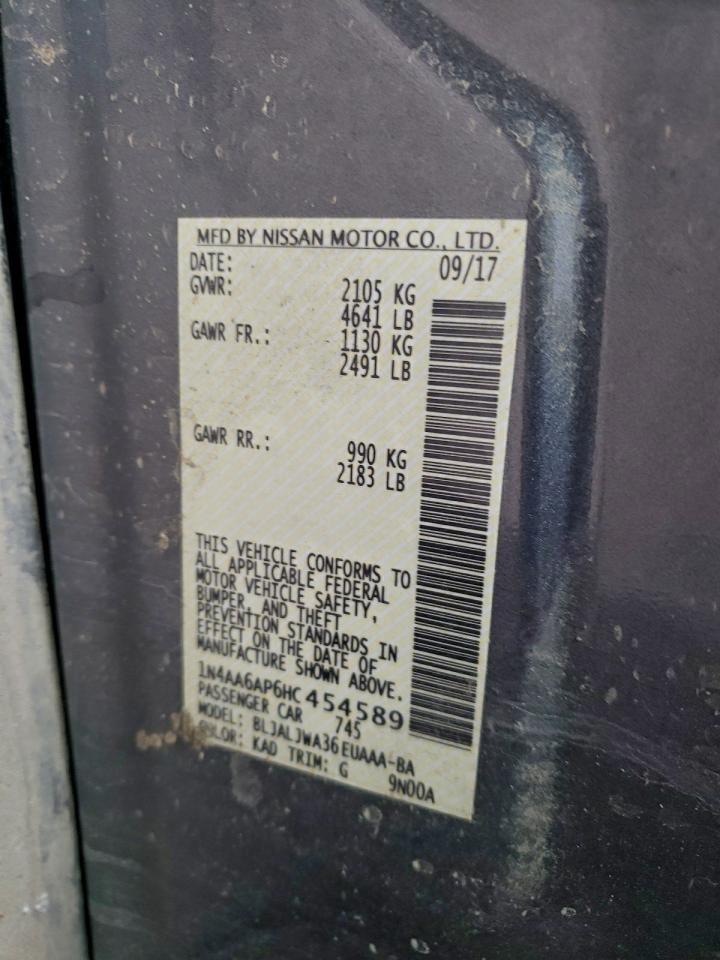 MFD BY NISSAN MOTOR CO., LTD.
DATE: 09/17
GVWR: 2105 KG
4641 LB
GAWR FR.: 1130 KG
2491 LB
GAWR RR.: 990 KG
2183 LB
THIS VEHICLE CONFORMS TO
ALL APPLICABLE FEDERAL
MOTOR VEHICLE SAFETY,
BUMPER, AND THEFT
PREVENTION STANDARDS IN
EFFECT ON THE DATE OF
MANUFACTURE SHOWN ABOVE.
1N4AA6AP6HC454589
PASSENGER CAR 745
MODEL: BLJALJWA36EUAAA-BA
COLOR: KAD TRIM: G 9N00A